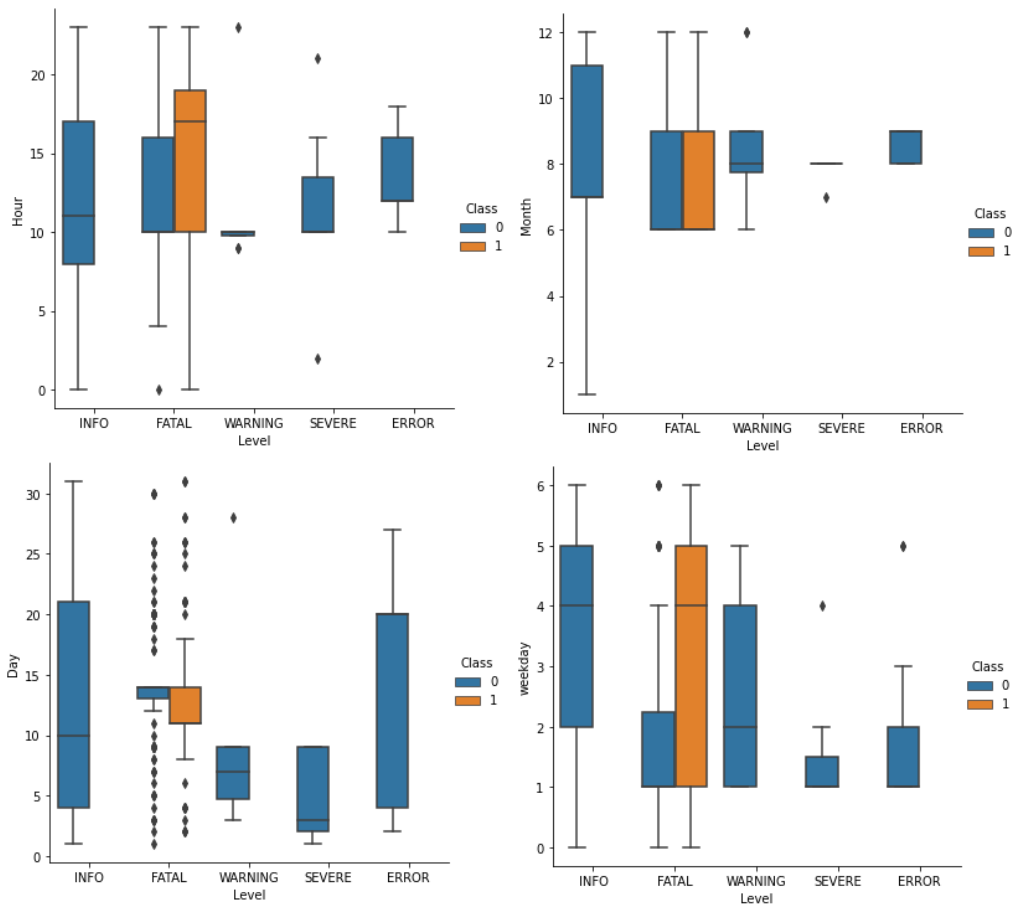 20
15
10
5
0
Hour
INFO FATAL WARNING SEVERE ERROR
Level
Class
0
1
12
10
8
6
4
2
Month
INFO FATAL WARNING SEVERE ERROR
Level
Class
0
1
30
25
20
15
10
5
0
Day
INFO FATAL WARNING SEVERE ERROR
Level
Class
0
1
6
5
4
3
2
1
0
weekday
INFO FATAL WARNING SEVERE ERROR
Level
Class
0
1